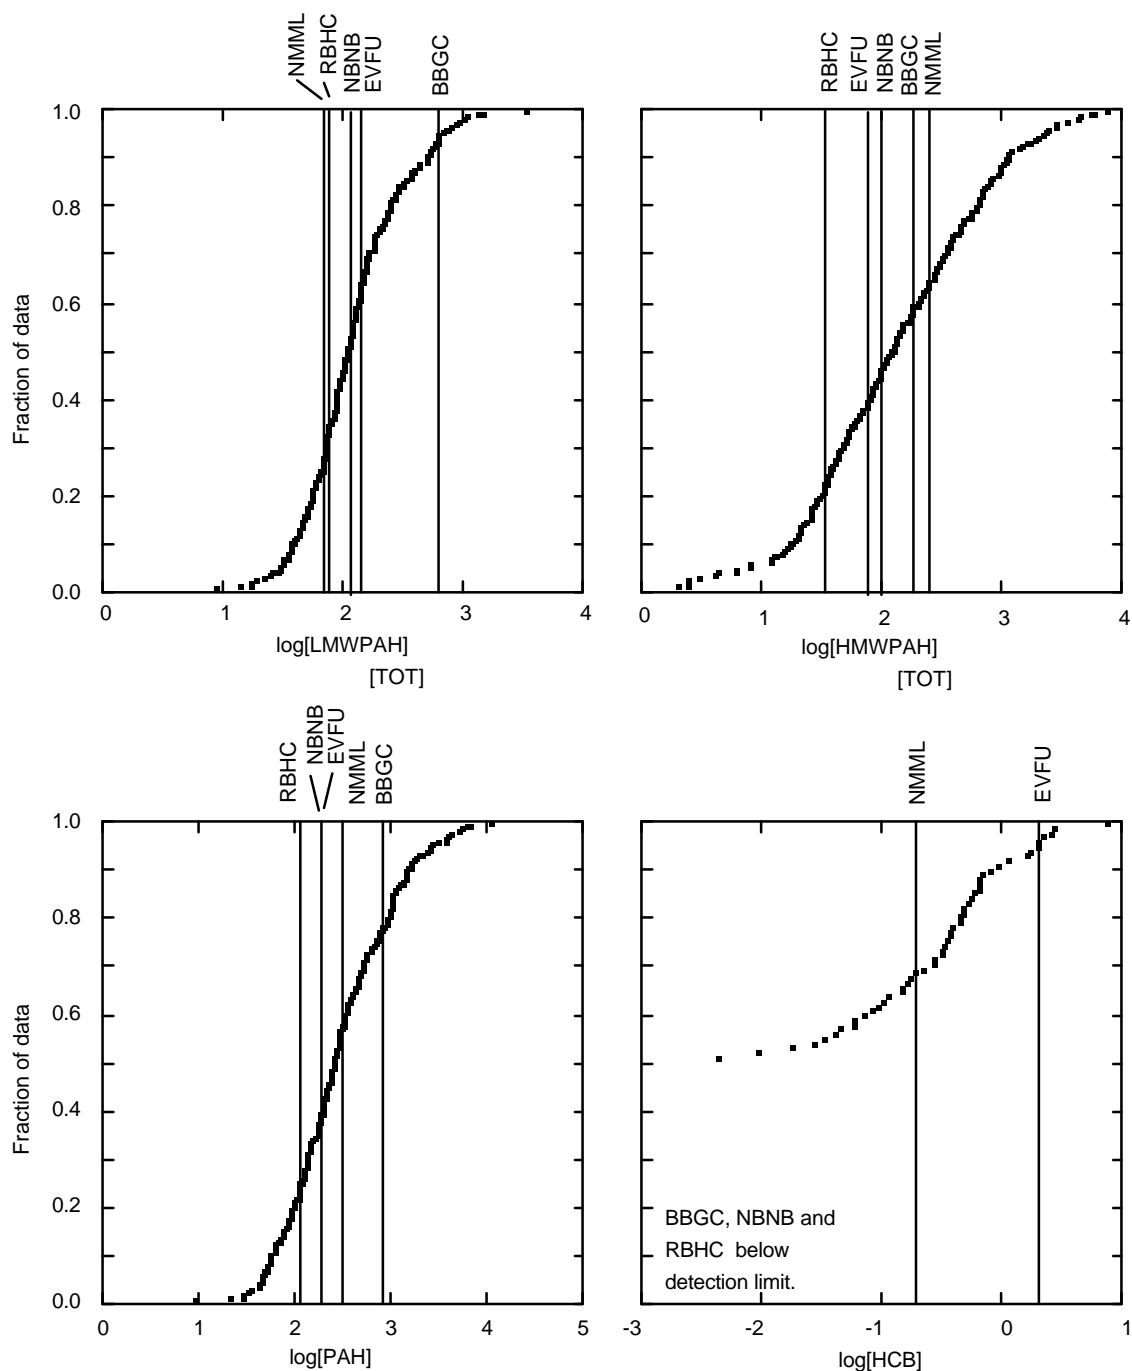 NMML
RBHC
NBNB
EVFU
BBGC
1.0
0.8
0.6
0.4
0.2
0.0
Fraction of data
0 1 2 3 4
log[LMWPAH]
[TOT]
RBHC
EVFU
NBNB
BBGC
NMML
0 1 2 3 4
log[HMWPAH]
[TOT]
RBHC
NBNB
EVFU
NMML
BBGC
1.0
0.8
0.6
0.4
0.2
0.0
Fraction of data
0 1 2 3 4 5
log[PAH]
NMML
EVFU
BBGC, NBNB and
RBHC below
detection limit.
-3 -2 -1 0 1
log[HCB]